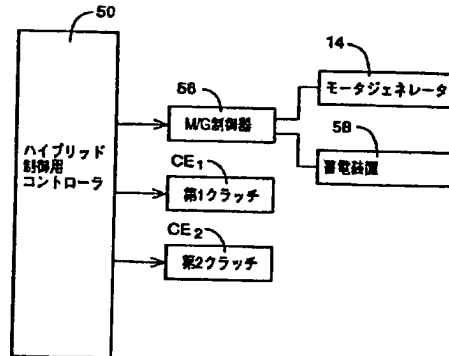 50
ハイブリッド
制御用
コントローラ
56
M/G制御器
14
モータジェネレータ
58
蓄電装置
CE1
第1クラッチ
CE2
第2クラッチ